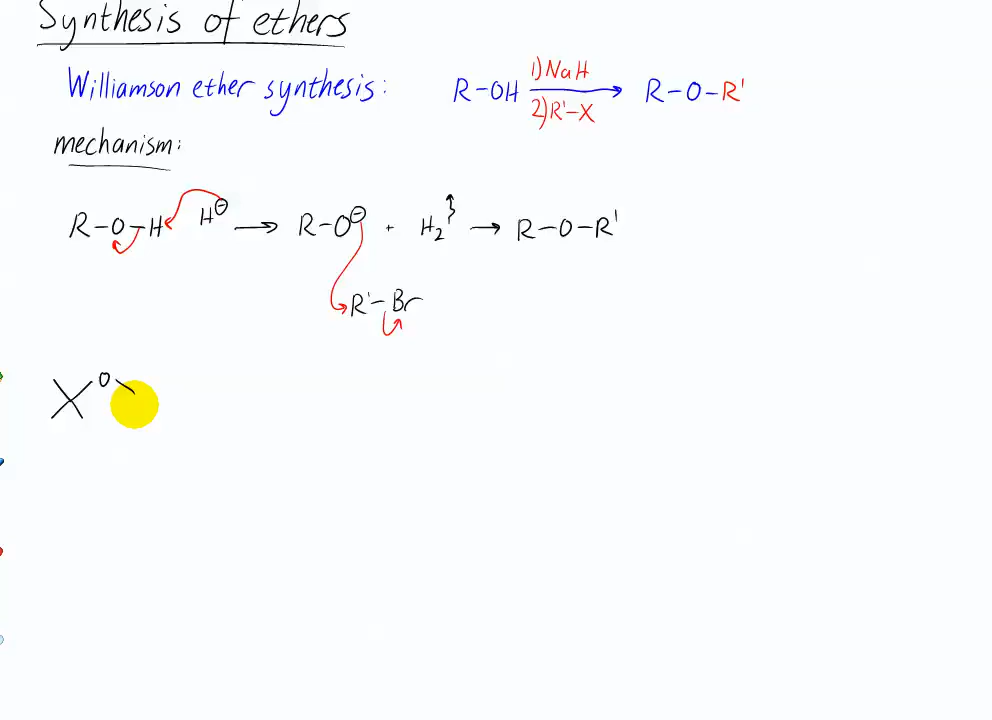 Synthesis of ethers
Williamson ether synthesis: R-OH 1) NaH 2) R'-X → R-O-R'
mechanism:
R-O-H H⊖ → R-O⊖ + H₂ → R-O-R'
R'-Br
O